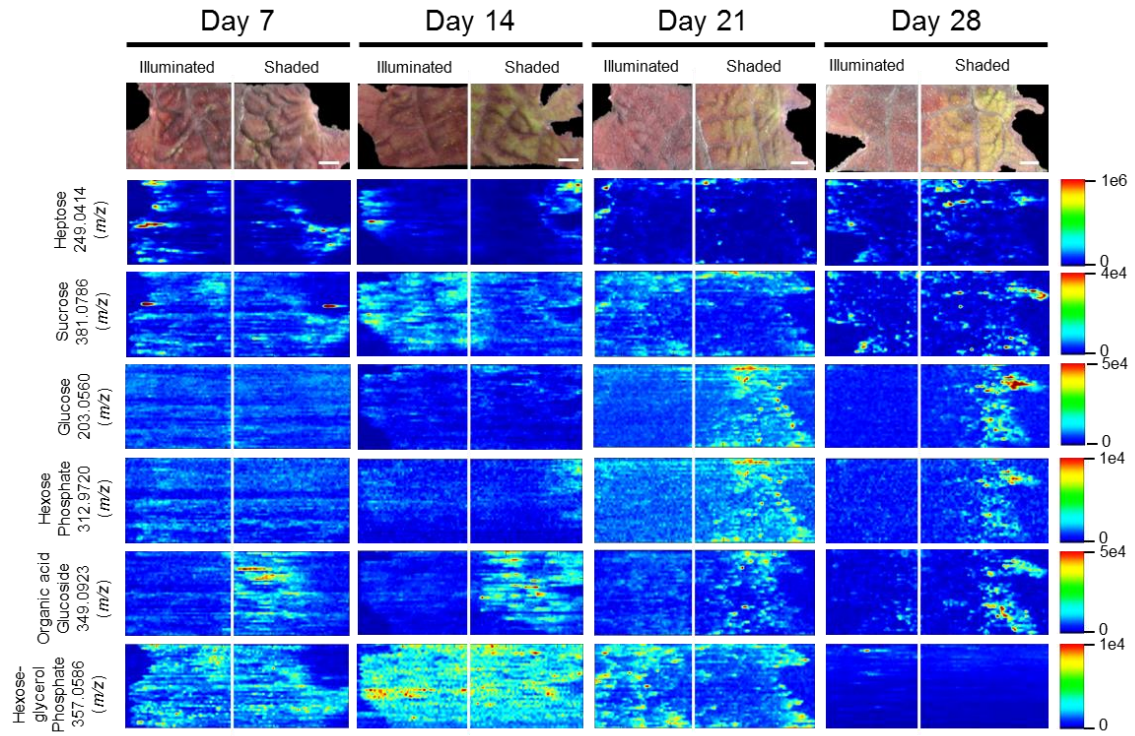 Day 7 Day 14 Day 21 Day 28
Illuminated Shaded Illuminated Shaded Illuminated Shaded Illuminated Shaded
Heptose
249.0414
(m/z)
1e6
0
Sucrose
381.0786
(m/z)
4e4
0
Glucose
203.0560
(m/z)
5e4
0
Hexose
Phosphate
312.9720
(m/z)
1e4
0
Organic acid
Glucoside
349.0923
(m/z)
5e4
0
Hexose-
glycerol
Phosphate
357.0586
(m/z)
1e4
0